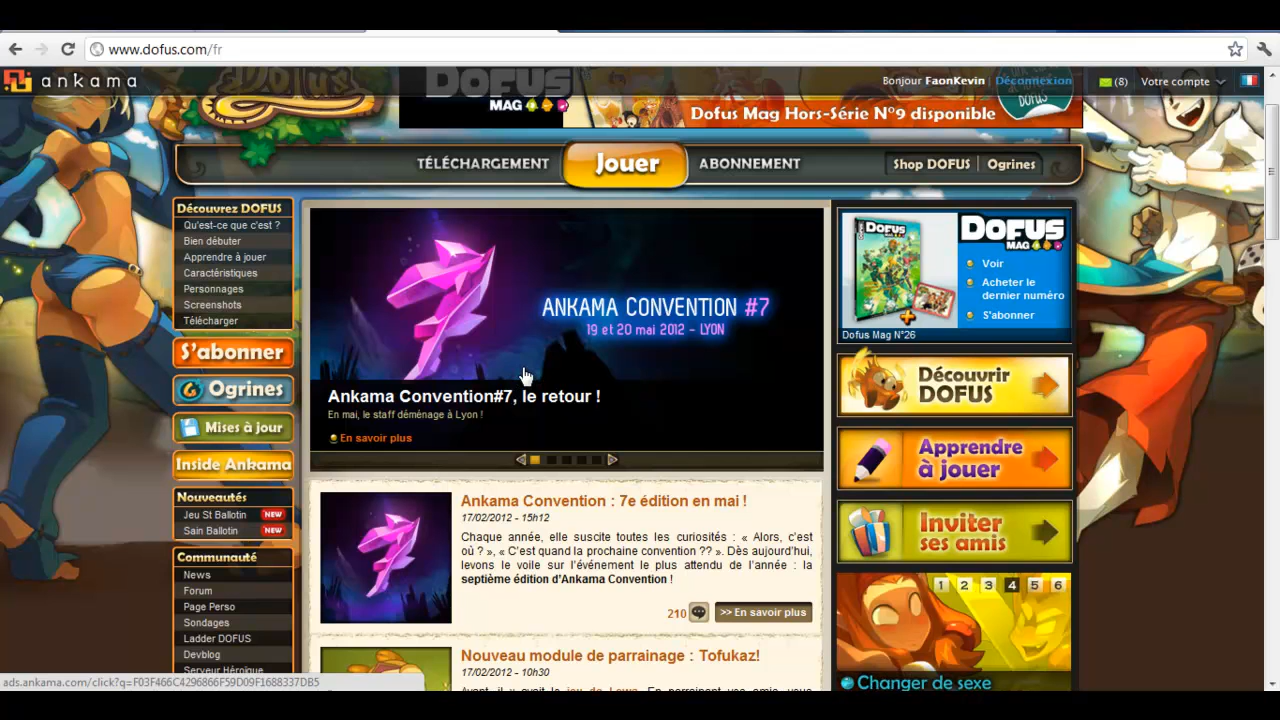 www.dofus.com/fr
ankama
DOFUS
DOFUS
MAG
Bonjour FaonKevin | Déconnexion
(8)
Votre compte
Dofus Mag Hors-Série N°9 disponible
DOFUS
TÉLÉCHARGEMENT
Jouer
ABONNEMENT
Shop DOFUS | Ogrines
Découvrez DOFUS
Qu'est-ce que c'est ?
Bien débuter
Apprendre à jouer
Caractéristiques
Personnages
Screenshots
Télécharger
S'abonner
Ogrines
Mises à jour
Inside Ankama
Nouveautés
Jeu St Ballotin NEW
Sain Ballotin NEW
Communauté
News
Forum
Page Perso
Sondages
Ladder DOFUS
Devblog
Serveur Héroïque
ANKAMA CONVENTION #7
19 et 20 mai 2012 - LYON
Ankama Convention#7, le retour !
En mai, le staff déménage à Lyon !
En savoir plus
Ankama Convention : 7e édition en mai !
17/02/2012 - 15h12
Chaque année, elle suscite toutes les curiosités : « Alors, c'est
où ? », « C'est quand la prochaine convention ?? ». Dès aujourd'hui,
levons le voile sur l'événement le plus attendu de l'année : la
septième édition d'Ankama Convention !
210
>> En savoir plus
Nouveau module de parrainage : Tofukaz!
17/02/2012 - 10h30
DOFUS
MAG
DOFUS
MAG
Voir
Acheter le
dernier numéro
S'abonner
Dofus Mag N°26
Découvrir
DOFUS
Apprendre
à jouer
Inviter
ses amis
1 2 3 4 5 6
Changer de sexe
ads.ankama.com/click?q=F03F466C4296866F59D09F1688337DB5